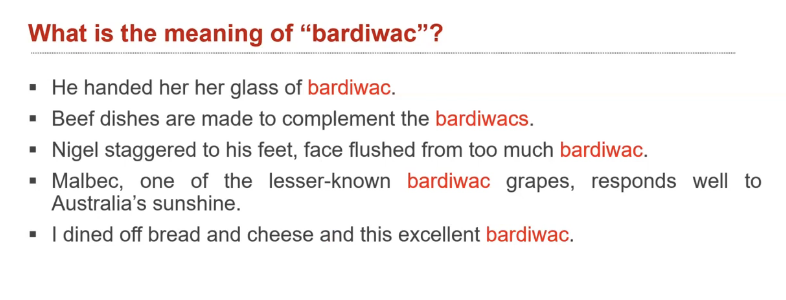 What is the meaning of “bardiwac”?
▪ He handed her her glass of bardiwac.
▪ Beef dishes are made to complement the bardiwacs.
▪ Nigel staggered to his feet, face flushed from too much bardiwac.
▪ Malbec, one of the lesser-known bardiwac grapes, responds well to
Australia’s sunshine.
▪ I dined off bread and cheese and this excellent bardiwac.